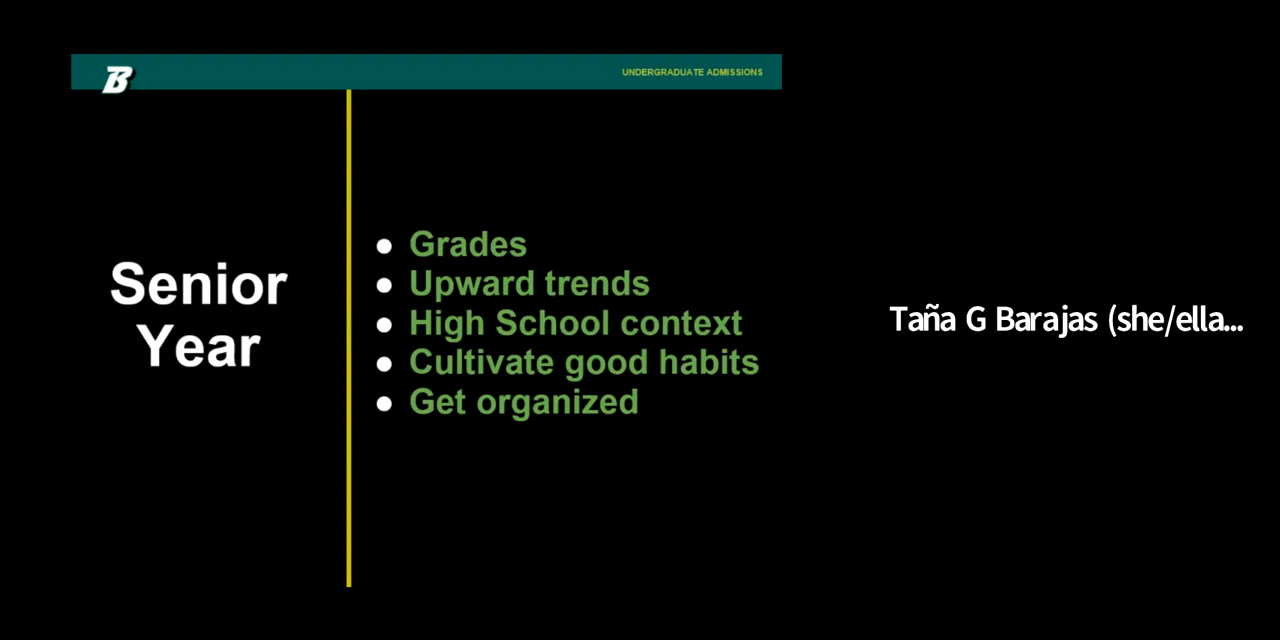 B
UNDERGRADUATE ADMISSIONS
Senior
Year
● Grades
● Upward trends
● High School context
● Cultivate good habits
● Get organized
Taña G Barajas (she/ella...